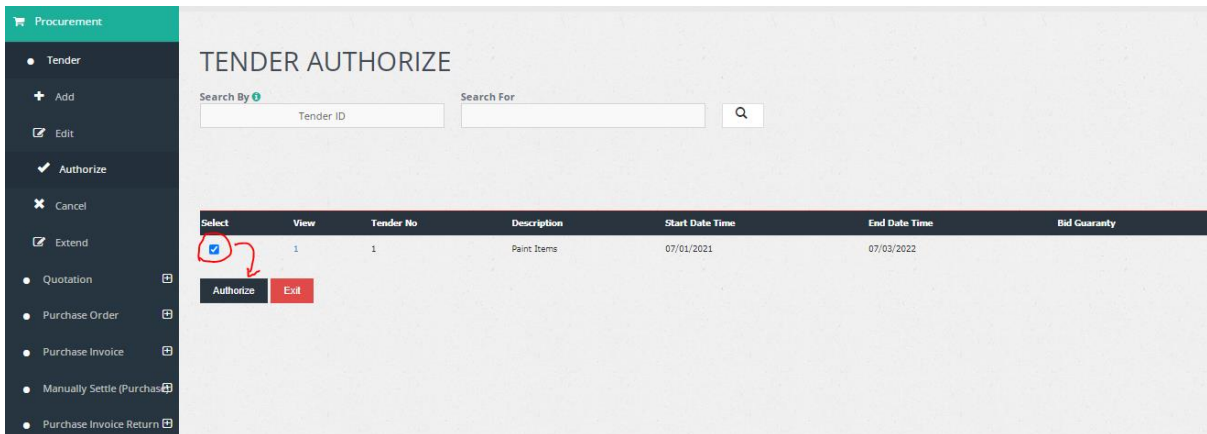 Procurement
Tender
Add
Edit
Authorize
Cancel
Extend
Quotation
Purchase Order
Purchase Invoice
Manually Settle (Purchase)
Purchase Invoice Return
TENDER AUTHORIZE
Search By Search For
Tender ID
Select View Tender No Description Start Date Time End Date Time Bid Guaranty
1 1 Paint Items 07/01/2021 07/03/2022
Authorize Exit